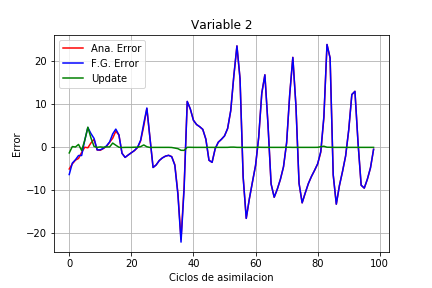 Variable 2
Ana. Error
F.G. Error
Update
Error
20
10
0
−10
−20
0
20
40
60
80
100
Ciclos de asimilacion